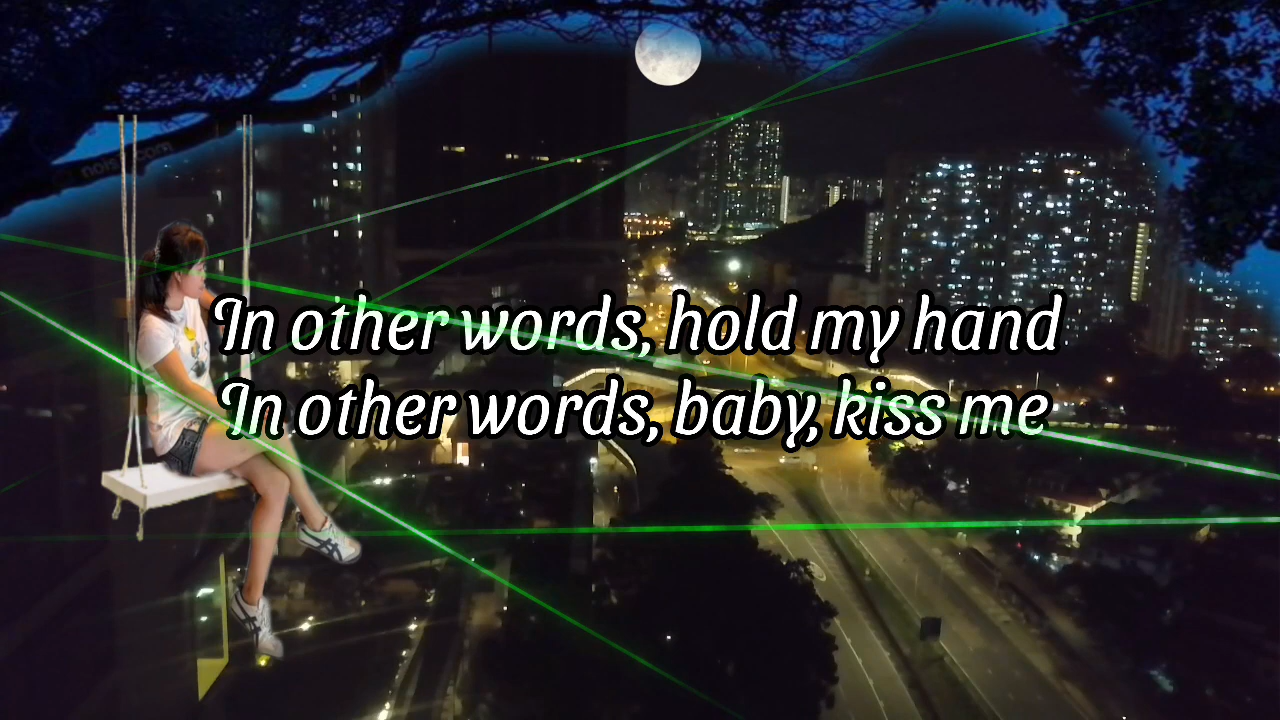 In other words, hold my hand
In other words, baby, kiss me